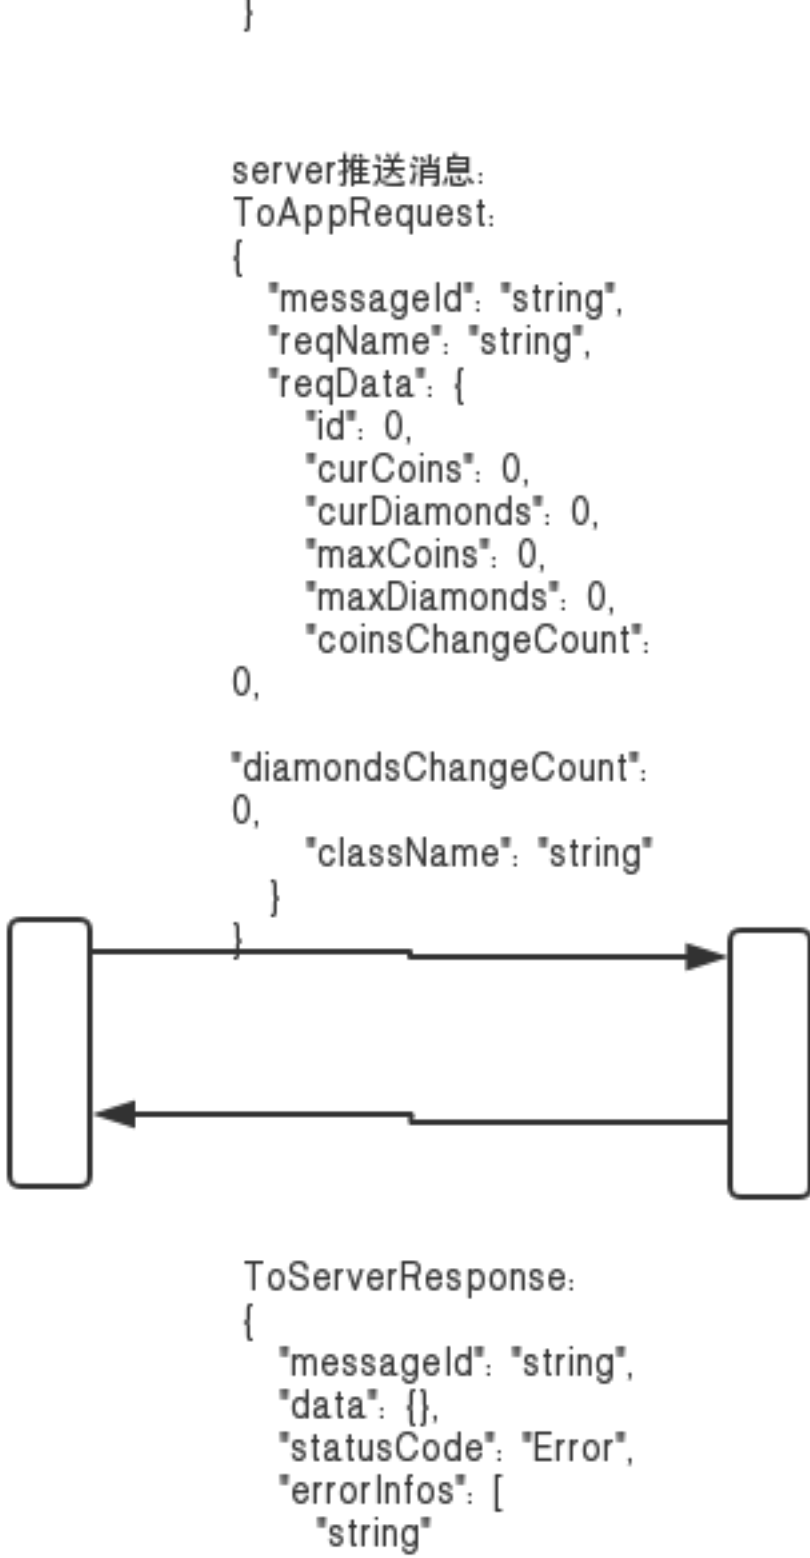 }
server推送消息:
ToAppRequest:
{
"messageId": "string",
"reqName": "string",
"reqData": {
"id": 0,
"curCoins": 0,
"curDiamonds": 0,
"maxCoins": 0,
"maxDiamonds": 0,
"coinsChangeCount":
0,
"diamondsChangeCount":
0,
"className": "string"
}
}
ToServerResponse:
{
"messageId": "string",
"data": {},
"statusCode": "Error",
"errorInfos": [
"string"